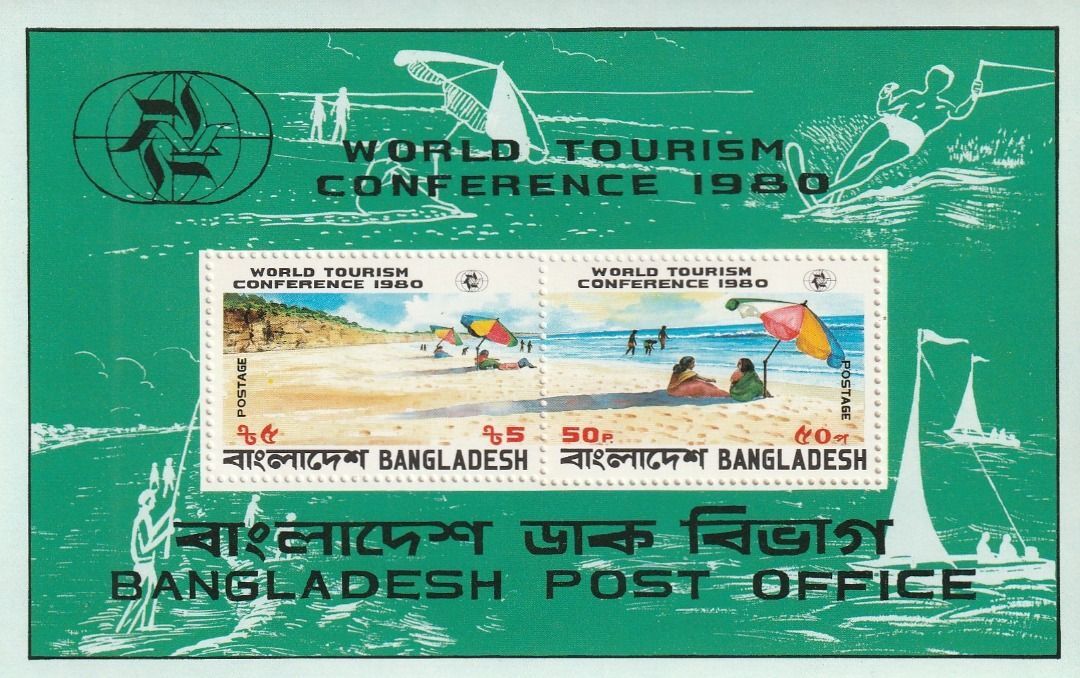 WORLD TOURISM
CONFERENCE 1980
WORLD TOURISM
CONFERENCE 1980
POSTAGE
৳৫ ৳5
বাংলাদেশ BANGLADESH
WORLD TOURISM
CONFERENCE 1980
POSTAGE
50P. ৫০প
বাংলাদেশ BANGLADESH
বাংলাদেশ ডাক বিভাগ
BANGLADESH POST OFFICE